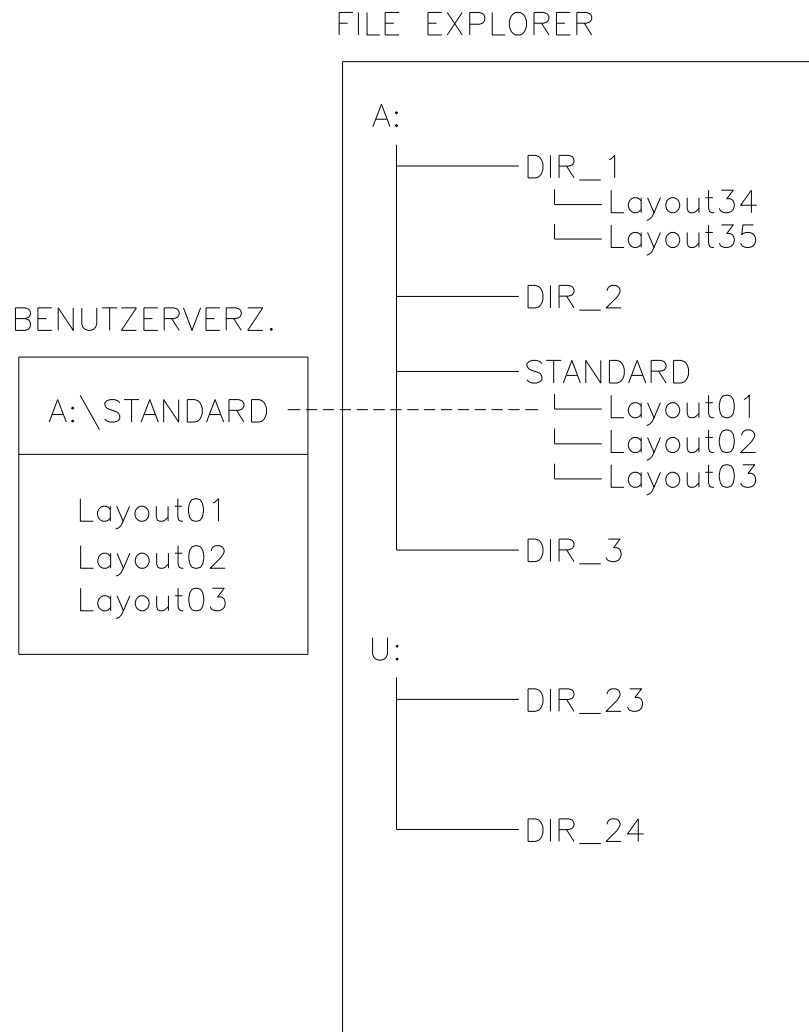 FILE EXPLORER
A:
DIR_1
Layout34
Layout35
DIR_2
STANDARD
Layout01
Layout02
Layout03
DIR_3
U:
DIR_23
DIR_24
BENUTZERVERZ.
A:\STANDARD
Layout01
Layout02
Layout03